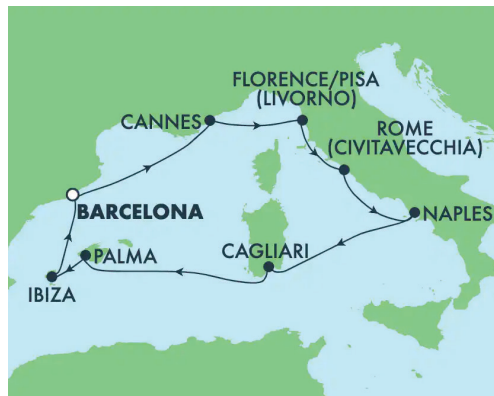 FLORENCE/PISA
(LIVORNO)
CANNES
ROME
(CIVITAVECCHIA)
BARCELONA
NAPLES
CAGLIARI
PALMA
IBIZA